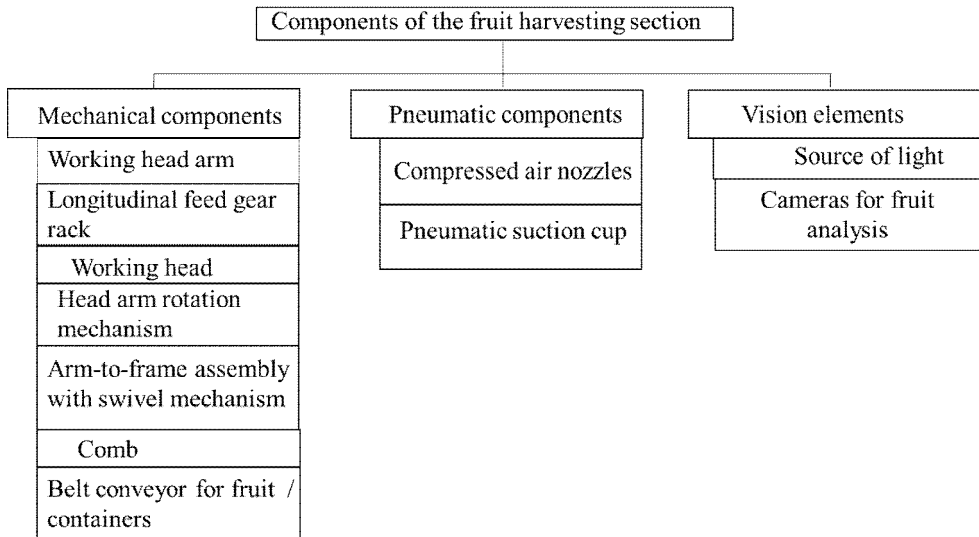 Components of the fruit harvesting section
Mechanical components
Working head arm
Longitudinal feed gear
rack
Working head
Head arm rotation
mechanism
Arm-to-frame assembly
with swivel mechanism
Comb
Belt conveyor for fruit /
containers
Pneumatic components
Compressed air nozzles
Pneumatic suction cup
Vision elements
Source of light
Cameras for fruit
analysis